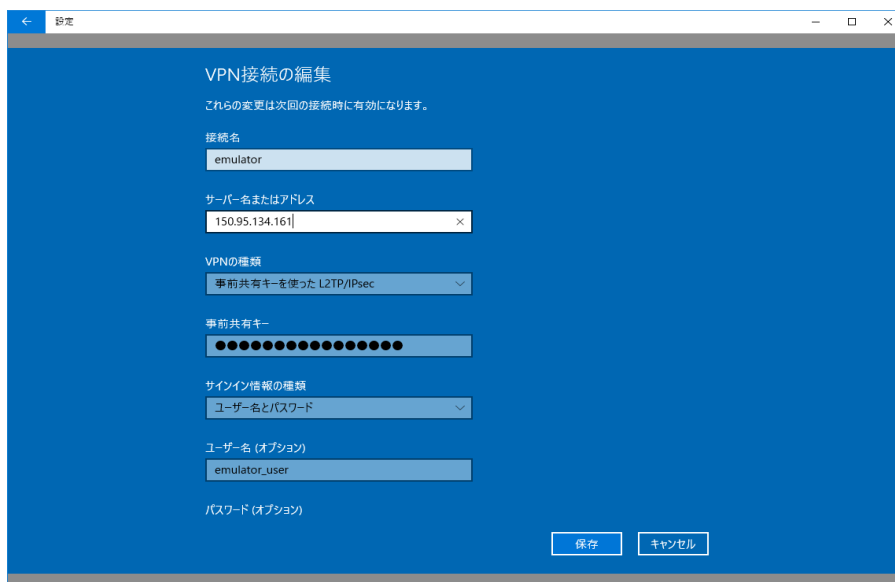 設定
VPN接続の編集
これらの変更は次回の接続時に有効になります。
接続名
emulator
サーバー名またはアドレス
150.95.134.161
VPNの種類
事前共有キーを使った L2TP/IPsec
事前共有キー
●●●●●●●●●●●●●●●●
サインイン情報の種類
ユーザー名とパスワード
ユーザー名 (オプション)
emulator_user
パスワード (オプション)
保存 キャンセル